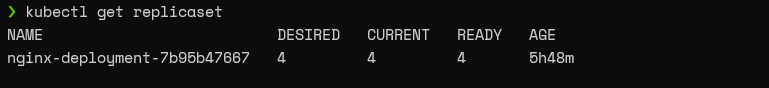 ❯ kubectl get replicaset
NAME DESIRED CURRENT READY AGE
nginx-deployment-7b95b47667 4 4 4 5h48m